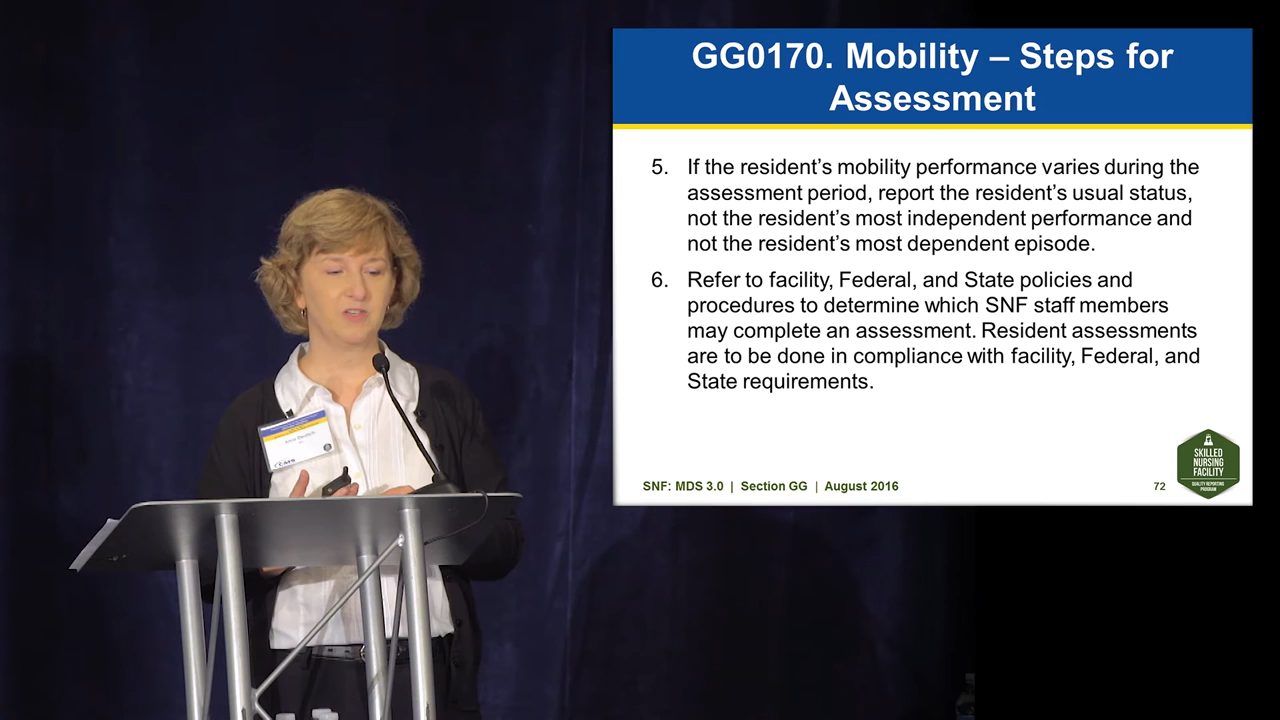 GG0170. Mobility – Steps for
Assessment
5. If the resident's mobility performance varies during the
assessment period, report the resident's usual status,
not the resident's most independent performance and
not the resident's most dependent episode.
6. Refer to facility, Federal, and State policies and
procedures to determine which SNF staff members
may complete an assessment. Resident assessments
are to be done in compliance with facility, Federal, and
State requirements.
SKILLED
NURSING
FACILITY
QUALITY REPORTING
PROGRAM
SNF: MDS 3.0 | Section GG | August 2016
72
CMS